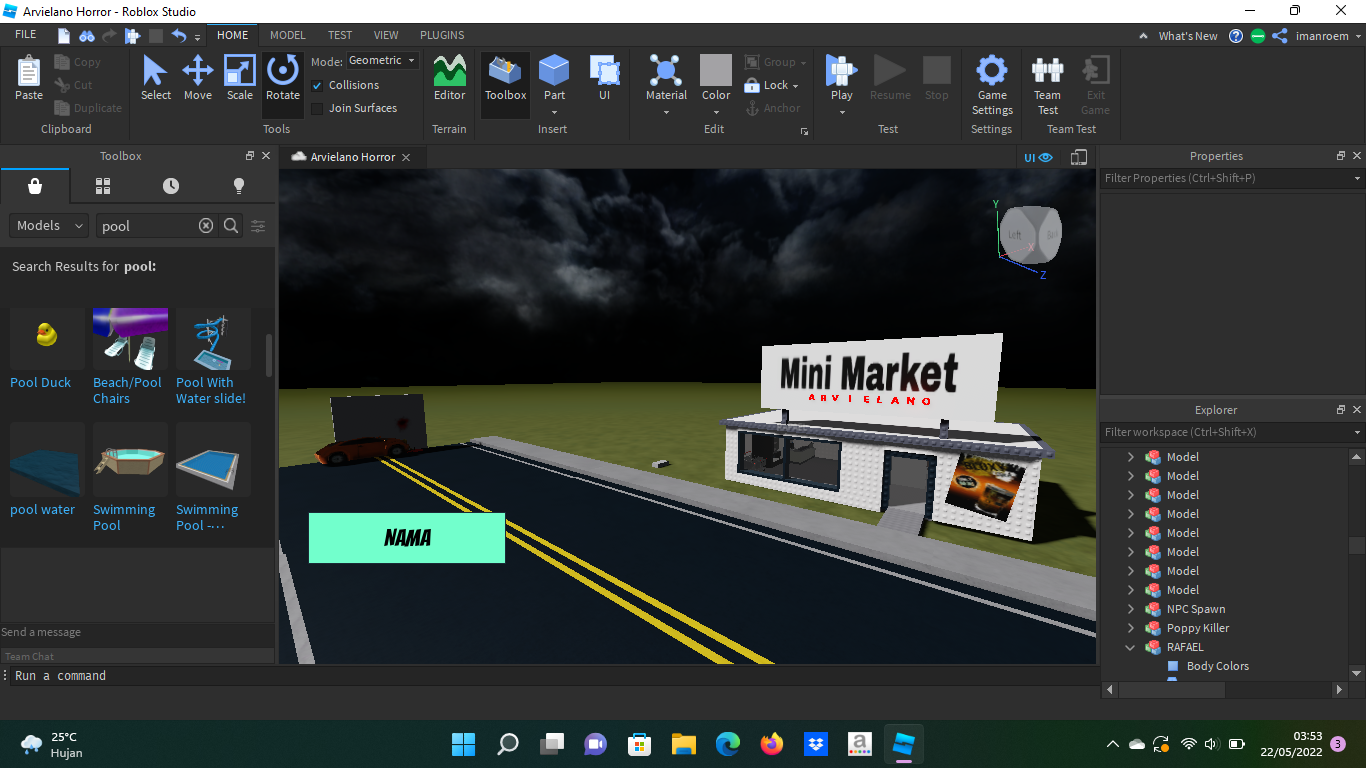 Arvielano Horror - Roblox Studio
FILE HOME MODEL TEST VIEW PLUGINS What's New imanroem
Paste Copy Cut Duplicate Select Move Scale Rotate Mode: Geometric Collisions Join Surfaces Editor Toolbox Part UI Material Color Group Lock Anchor Play Resume Stop Game Settings Team Test Exit Game
Clipboard Tools Terrain Insert Edit Test Settings Team Test
Toolbox
Arvielano Horror
UI
Properties
Models pool
Filter Properties (Ctrl+Shift+P)
Search Results for pool:
Pool Duck
Beach/Pool Chairs
Pool With Water slide!
pool water
Swimming Pool
Swimming Pool -...
Send a message
Team Chat
Run a command
Y
Left
X
Z
Mini Market
ARVIELANO
NAMA
Explorer
Filter workspace (Ctrl+Shift+X)
Model
Model
Model
Model
Model
Model
Model
Model
NPC Spawn
Poppy Killer
RAFAEL
Body Colors
25°C
Hujan
a
03:53
22/05/2022
3